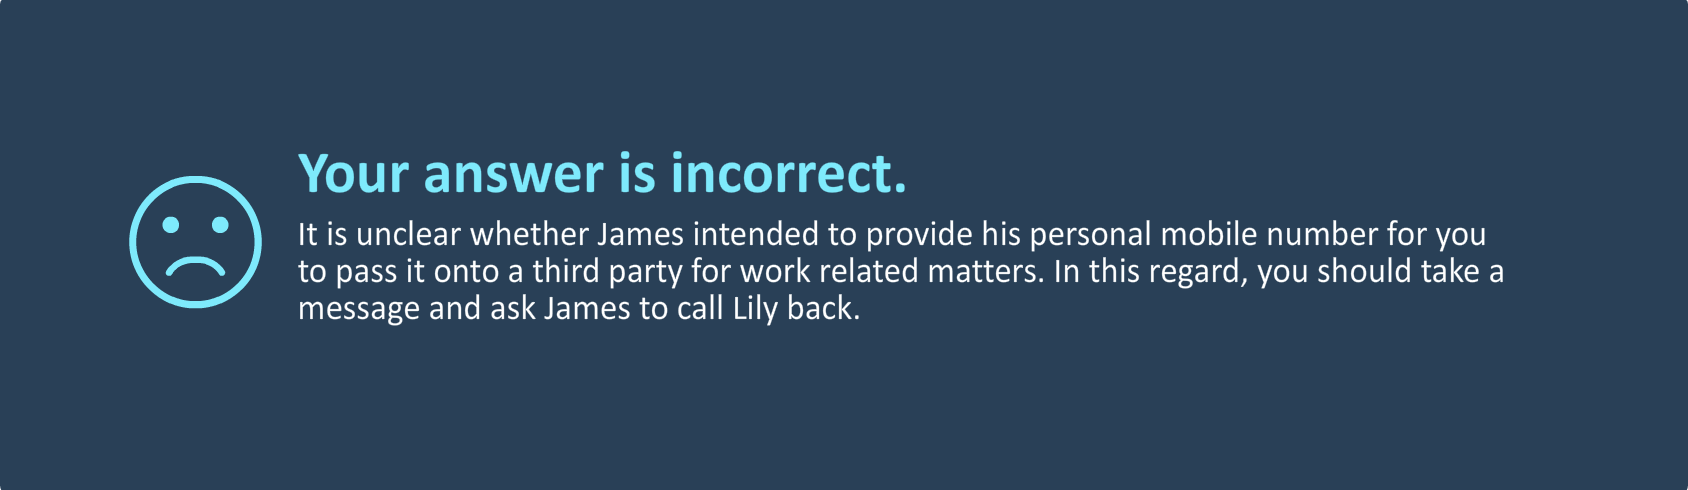 Your answer is incorrect.
It is unclear whether James intended to provide his personal mobile number for you
to pass it onto a third party for work related matters. In this regard, you should take a
message and ask James to call Lily back.